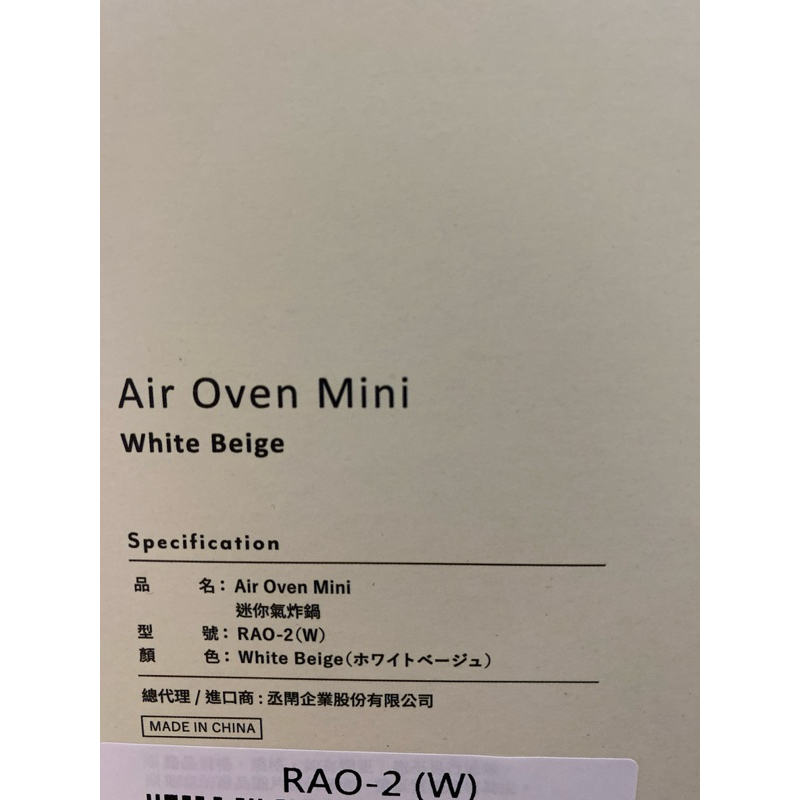 Air Oven Mini
White Beige
Specification
品 名：Air Oven Mini
迷你氣炸鍋
型 號：RAO-2(W)
顏 色：White Beige(ホワイトベージュ)
總代理 / 進口商 : 丞閎企業股份有限公司
MADE IN CHINA
RAO-2 (W)